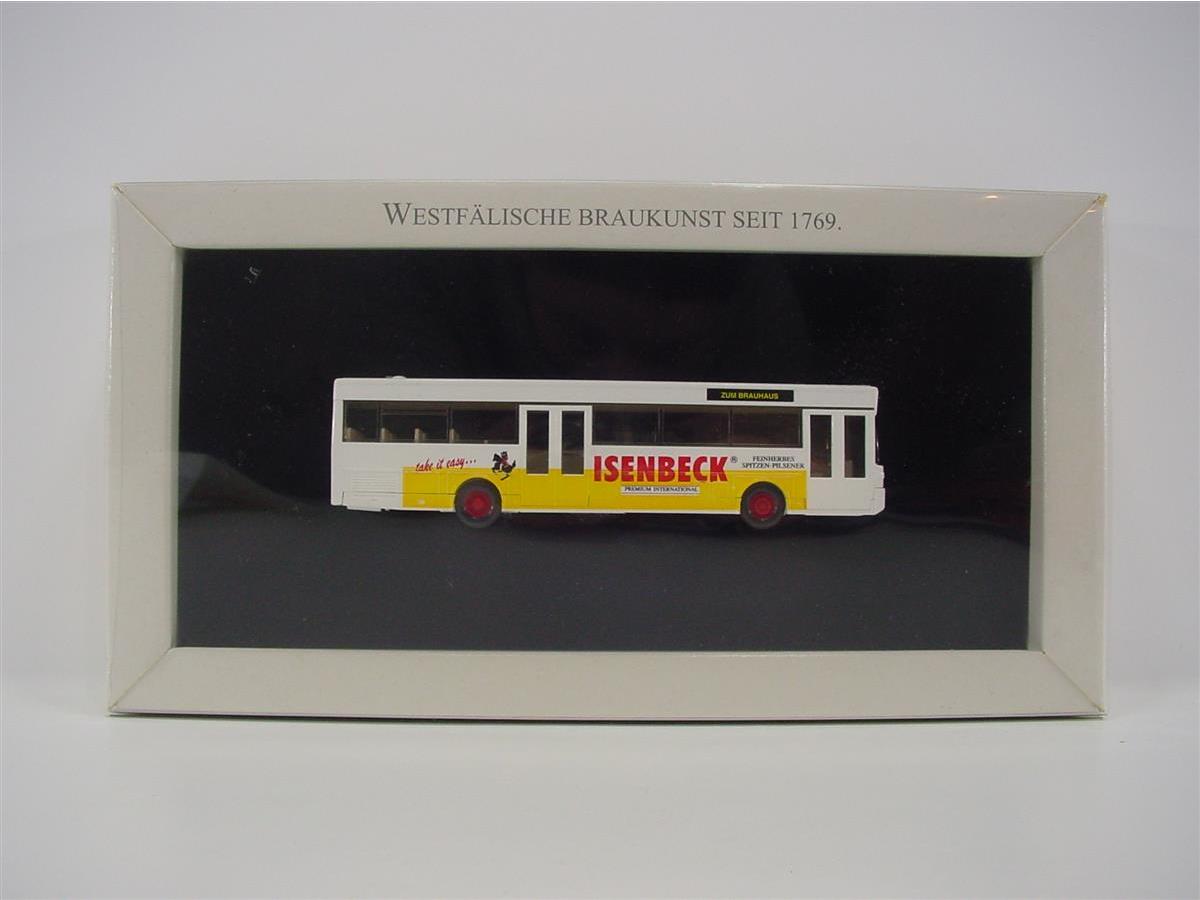 WESTFÄLISCHE BRAUKUNST SEIT 1769.
ZUM BRAUHAUS
take it easy...
ISENBECK®
PREMIUM INTERNATIONAL
FEINHERBES
SPITZEN-PILSENER